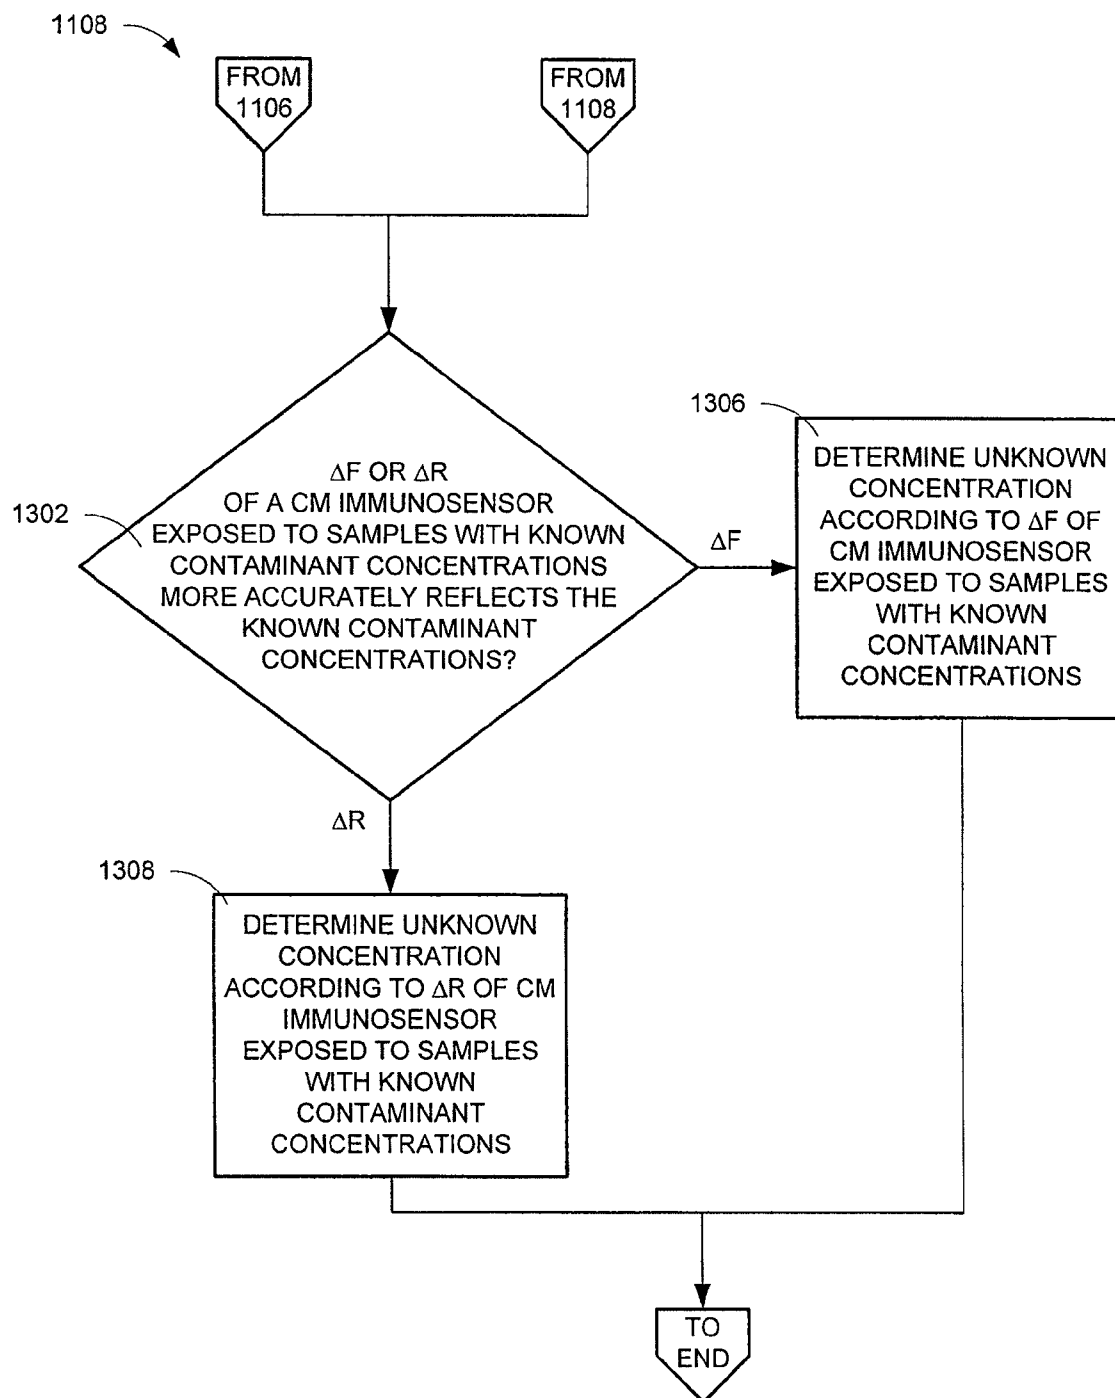 1108
FROM
1106
FROM
1108
1302
ΔF OR ΔR
OF A CM IMMUNOSENSOR
EXPOSED TO SAMPLES WITH KNOWN
CONTAMINANT CONCENTRATIONS
MORE ACCURATELY REFLECTS THE
KNOWN CONTAMINANT
CONCENTRATIONS?
ΔF
1306
DETERMINE UNKNOWN
CONCENTRATION
ACCORDING TO ΔF OF
CM IMMUNOSENSOR
EXPOSED TO SAMPLES
WITH KNOWN
CONTAMINANT
CONCENTRATIONS
ΔR
1308
DETERMINE UNKNOWN
CONCENTRATION
ACCORDING TO ΔR OF CM
IMMUNOSENSOR
EXPOSED TO SAMPLES
WITH KNOWN
CONTAMINANT
CONCENTRATIONS
TO
END